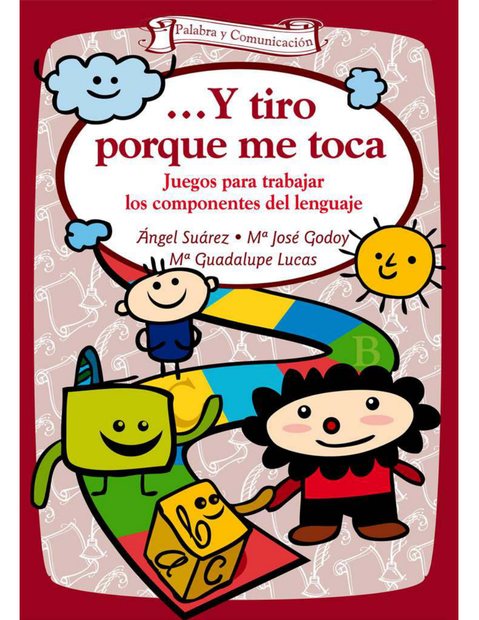 Palabra y Comunicación
...Y tiro
porque me toca
Juegos para trabajar
los componentes del lenguaje
Ángel Suárez • Mª José Godoy
Mª Guadalupe Lucas
B
C
b
a
c